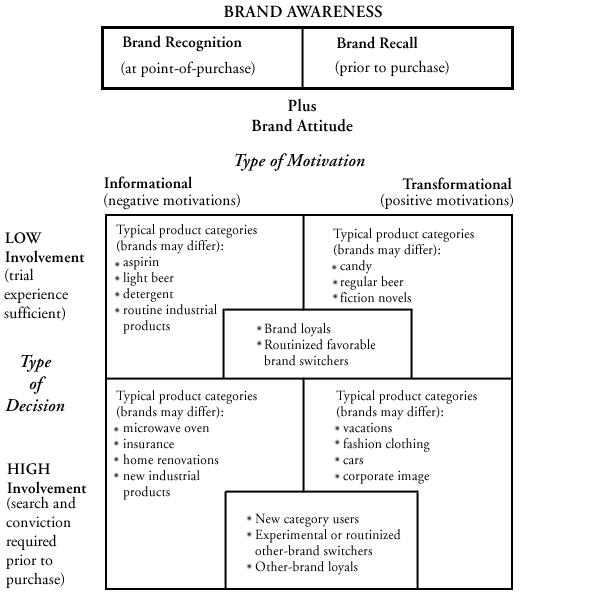 BRAND AWARENESS
Brand Recognition
(at point-of-purchase)
Brand Recall
(prior to purchase)
Plus
Brand Attitude
Type of Motivation
Informational
(negative motivations)
Transformational
(positive motivations)
LOW
Involvement
(trial
experience
sufficient)
Typical product categories
(brands may differ):
* aspirin
* light beer
* detergent
* routine industrial
products
Typical product categories
(brands may differ):
* candy
* regular beer
* fiction novels
* Brand loyals
* Routinized favorable
brand switchers
Type
of
Decision
HIGH
Involvement
(search and
conviction
required
prior to
purchase)
Typical product categories
(brands may differ):
* microwave oven
* insurance
* home renovations
* new industrial
products
Typical product categories
(brands may differ):
* vacations
* fashion clothing
* cars
* corporate image
* New category users
* Experimental or routinized
other-brand switchers
* Other-brand loyals